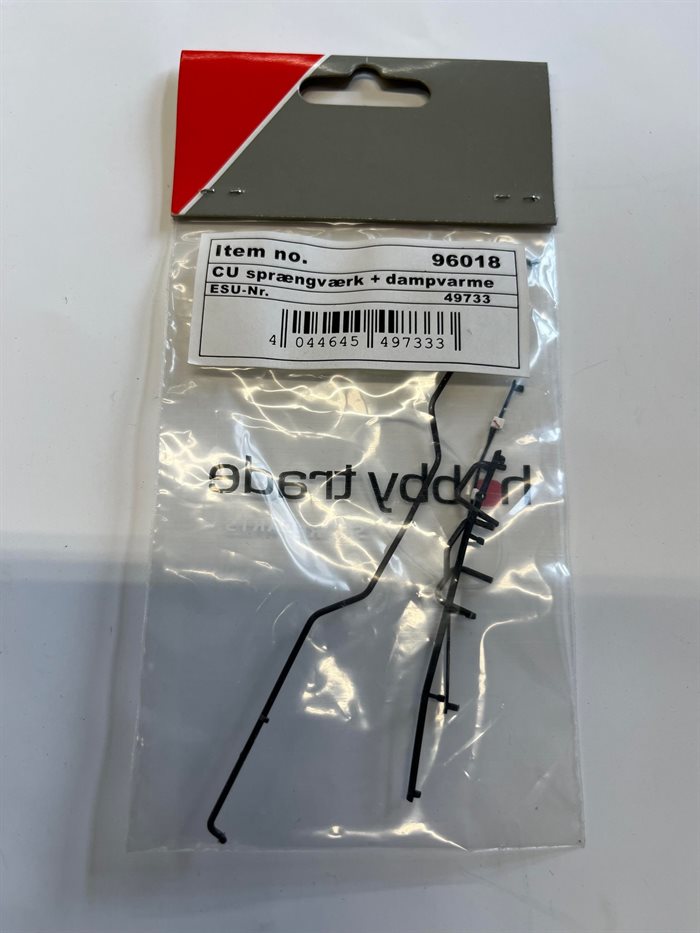 Item no. 96018
CU sprængværk + dampvarme
ESU-Nr. 49733
4 044645 497333
hobby trade